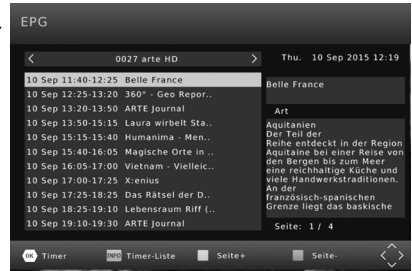 EPG
< 0027 arte HD >
Thu. 10 Sep 2015 12:19
10 Sep 11:40-12:25 Belle France
10 Sep 12:25-13:20 360° - Geo Repor..
10 Sep 13:20-13:50 ARTE Journal
10 Sep 13:50-15:15 Laura wirbelt Sta..
10 Sep 15:15-15:40 Humanima - Men..
10 Sep 15:40-16:05 Magische Orte in ..
10 Sep 16:05-17:00 Vietnam - Vielleic..
10 Sep 17:00-17:25 X:enius
10 Sep 17:25-18:25 Das Rätsel der D..
10 Sep 18:25-19:10 Lebensraum Riff (..
10 Sep 19:10-19:30 ARTE Journal
Belle France
Art
Aquitanien
Der Teil der
Reihe entdeckt in der Region
Aquitaine bei einer Reise von
den Bergen bis zum Meer
eine reichhaltige Küche und
viele Handwerkstraditionen.
An der
französisch-spanischen
Grenze liegt das baskische
Seite: 1 / 4
OK Timer INFO Timer-Liste Seite+ Seite-